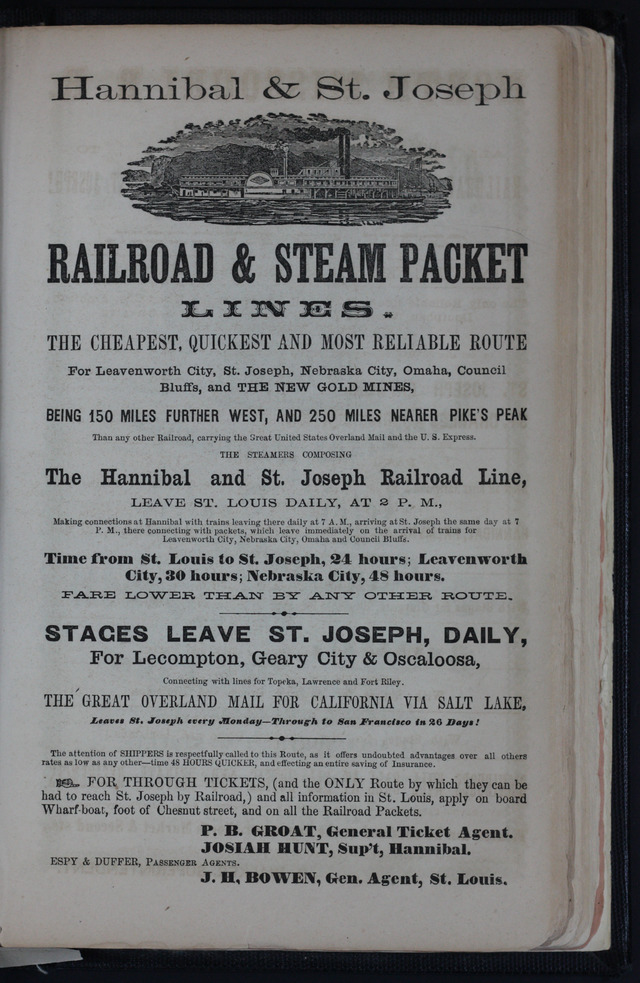 Hannibal & St. Joseph
RAILROAD & STEAM PACKET
LINES.
THE CHEAPEST, QUICKEST AND MOST RELIABLE ROUTE
For Leavenworth City, St. Joseph, Nebraska City, Omaha, Council
Bluffs, and THE NEW GOLD MINES,
BEING 150 MILES FURTHER WEST, AND 250 MILES NEARER PIKE'S PEAK
Than any other Railroad, carrying the Great United States Overland Mail and the U. S. Express.
THE STEAMERS COMPOSING
The Hannibal and St. Joseph Railroad Line,
LEAVE ST. LOUIS DAILY, AT 2 P. M.,
Making connections at Hannibal with trains leaving there daily at 7 A. M., arriving at St. Joseph the same day at 7
P. M., there connecting with packets, which leave immediately on the arrival of trains for
Leavenworth City, Nebraska City, Omaha and Council Bluffs.
Time from St. Louis to St. Joseph, 24 hours; Leavenworth
City, 30 hours; Nebraska City, 48 hours.
FARE LOWER THAN BY ANY OTHER ROUTE.
STAGES LEAVE ST. JOSEPH, DAILY,
For Lecompton, Geary City & Oscaloosa,
Connecting with lines for Topeka, Lawrence and Fort Riley.
THE GREAT OVERLAND MAIL FOR CALIFORNIA VIA SALT LAKE,
Leaves St. Joseph every Monday—Through to San Francisco in 26 Days!
The attention of SHIPPERS is respectfully called to this Route, as it offers undoubted advantages over all others
rates as low as any other—time 48 HOURS QUICKER, and effecting an entire saving of Insurance.
☞ FOR THROUGH TICKETS, (and the ONLY Route by which they can be
had to reach St. Joseph by Railroad,) and all information in St. Louis, apply on board
Wharf-boat, foot of Chesnut street, and on all the Railroad Packets.
P. B. GROAT, General Ticket Agent.
JOSIAH HUNT, Sup't, Hannibal.
ESPY & DUFFER, PASSENGER AGENTS.
J. H. BOWEN, Gen. Agent, St. Louis.